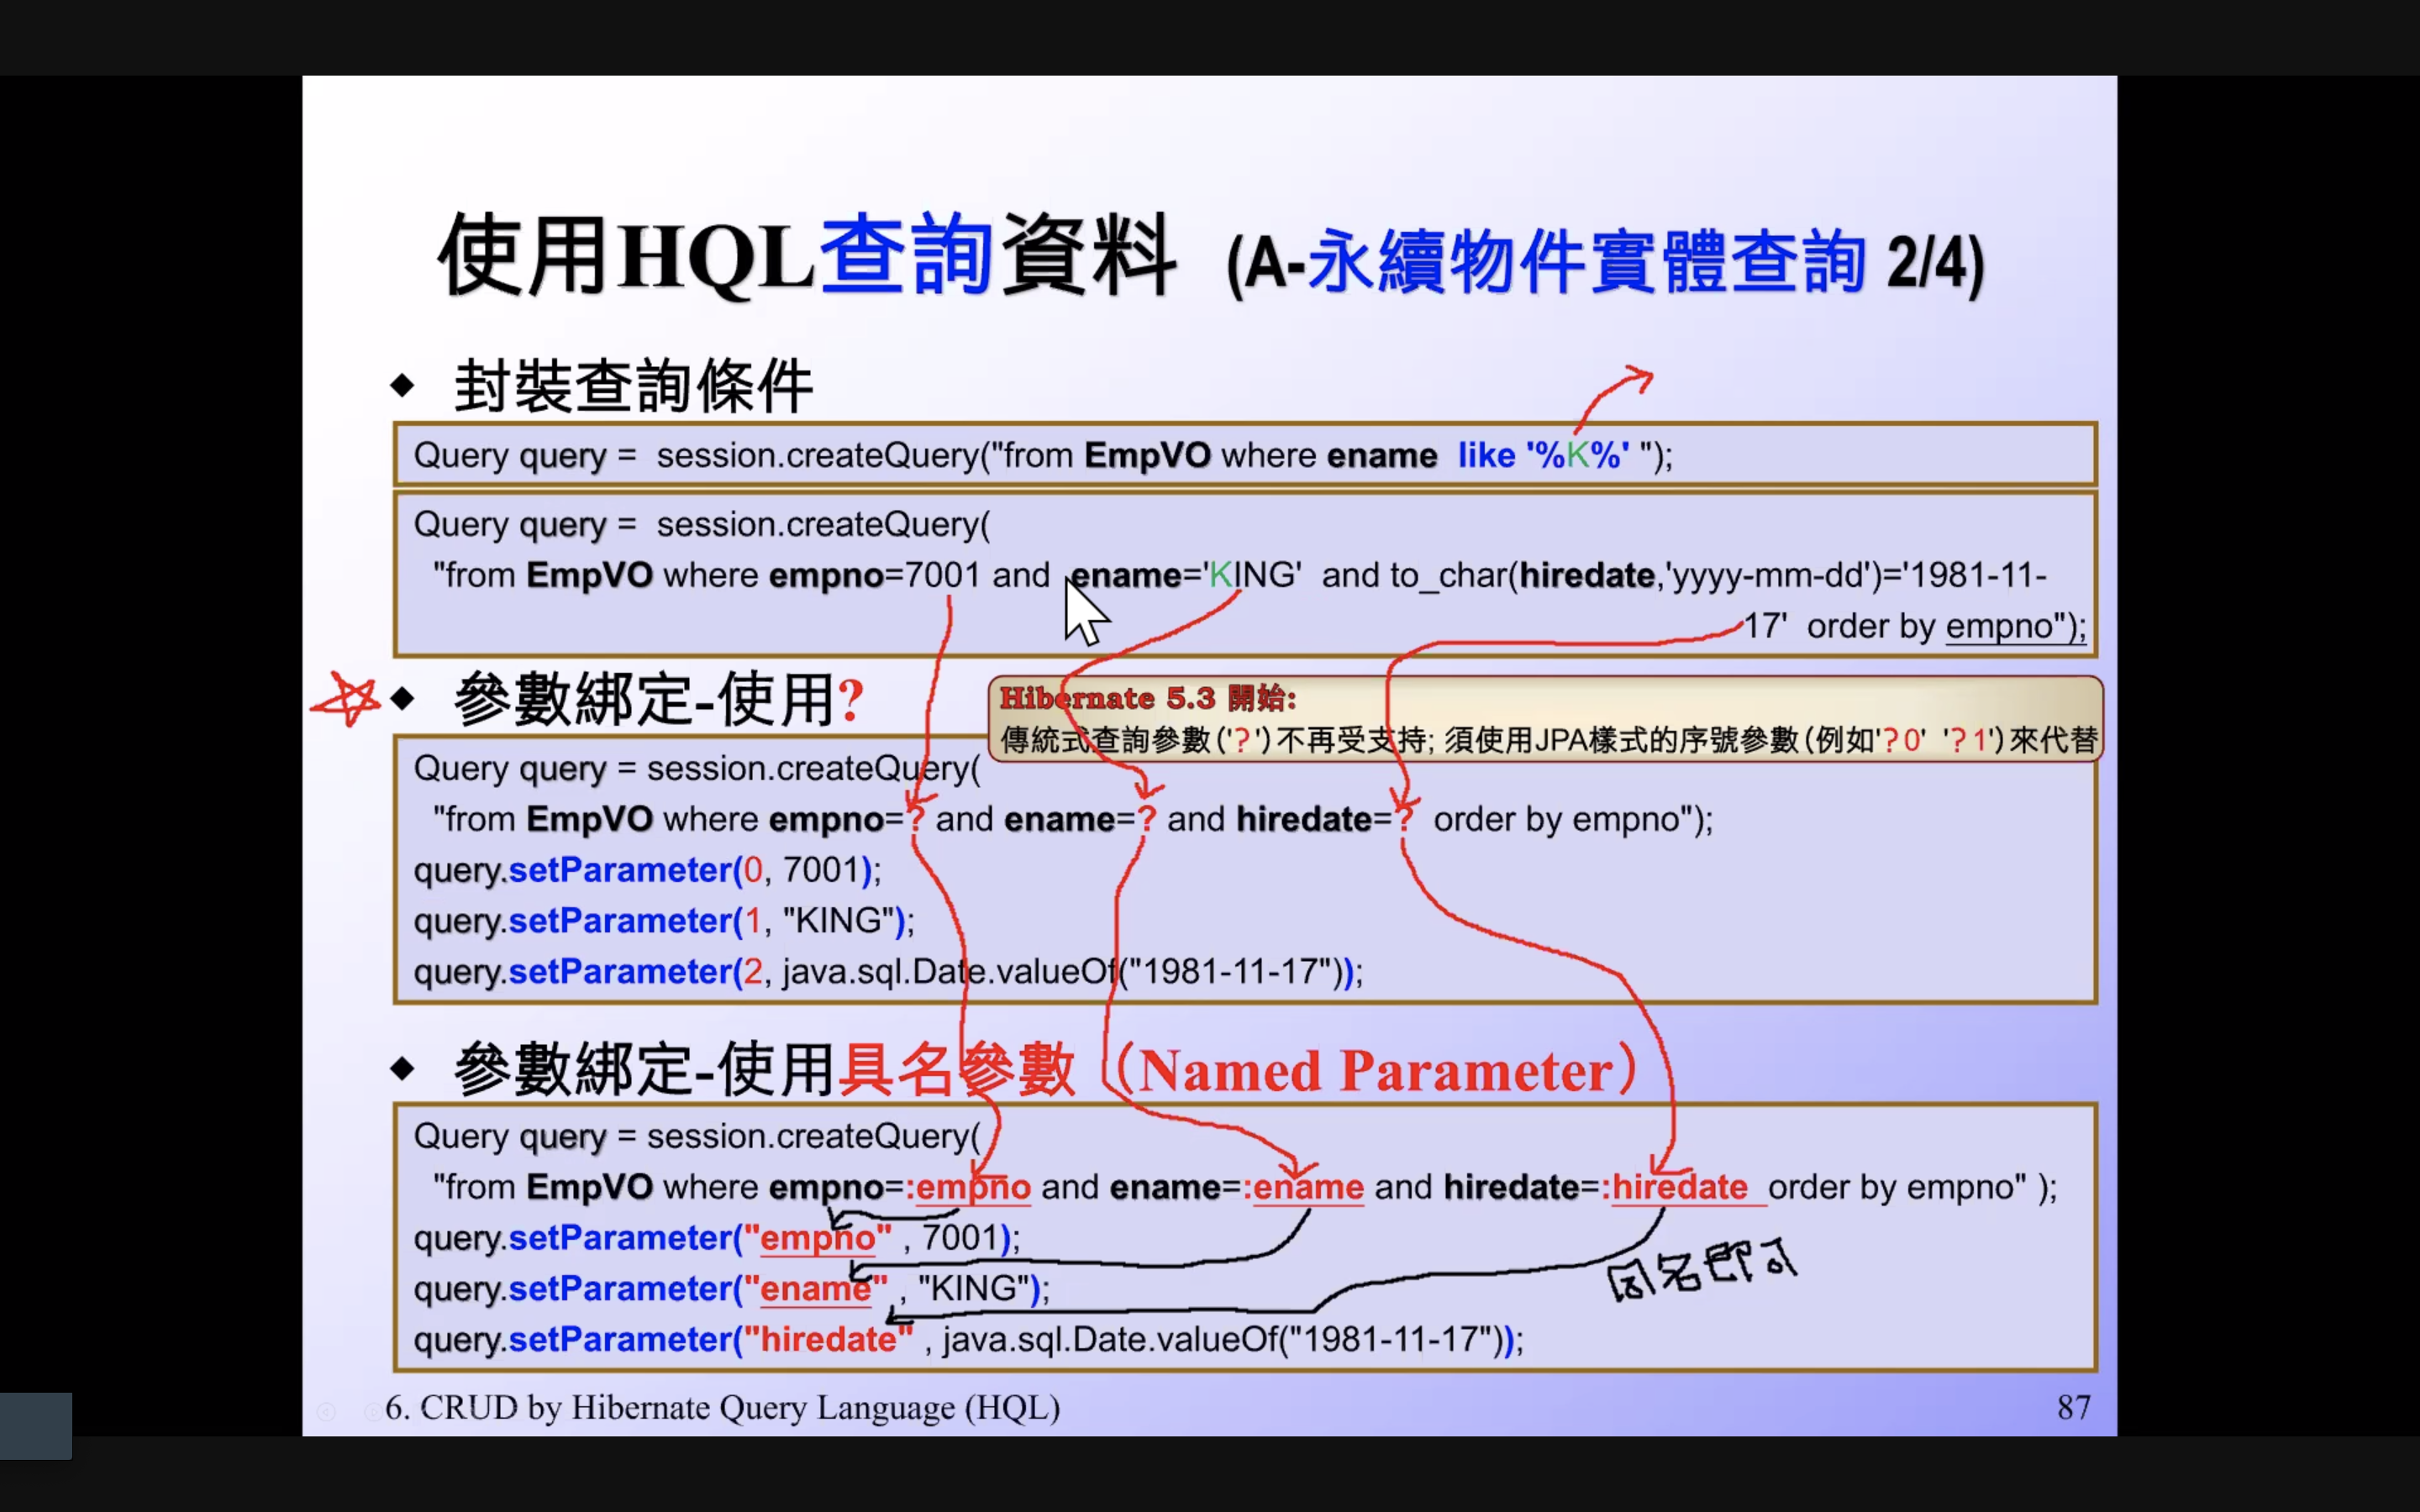 使用HQL查詢資料 (A-永續物件實體查詢 2/4)
◆ 封裝查詢條件
Query query = session.createQuery("from EmpVO where ename like '%K%' ");
Query query = session.createQuery(
"from EmpVO where empno=7001 and ename='KING' and to_char(hiredate,'yyyy-mm-dd')='1981-11-
17' order by empno");
◆ 參數綁定-使用?
Hibernate 5.3 開始:
傳統式查詢參數('?')不再受支持; 須使用JPA樣式的序號參數(例如'?0' '?1')來代替
Query query = session.createQuery(
"from EmpVO where empno=? and ename=? and hiredate=? order by empno");
query.setParameter(0, 7001);
query.setParameter(1, "KING");
query.setParameter(2, java.sql.Date.valueOf("1981-11-17"));
◆ 參數綁定-使用具名參數（Named Parameter）
Query query = session.createQuery(
"from EmpVO where empno=:empno and ename=:ename and hiredate=:hiredate order by empno" );
query.setParameter("empno" , 7001);
query.setParameter("ename" , "KING");
query.setParameter("hiredate" , java.sql.Date.valueOf("1981-11-17"));
6. CRUD by Hibernate Query Language (HQL)
87